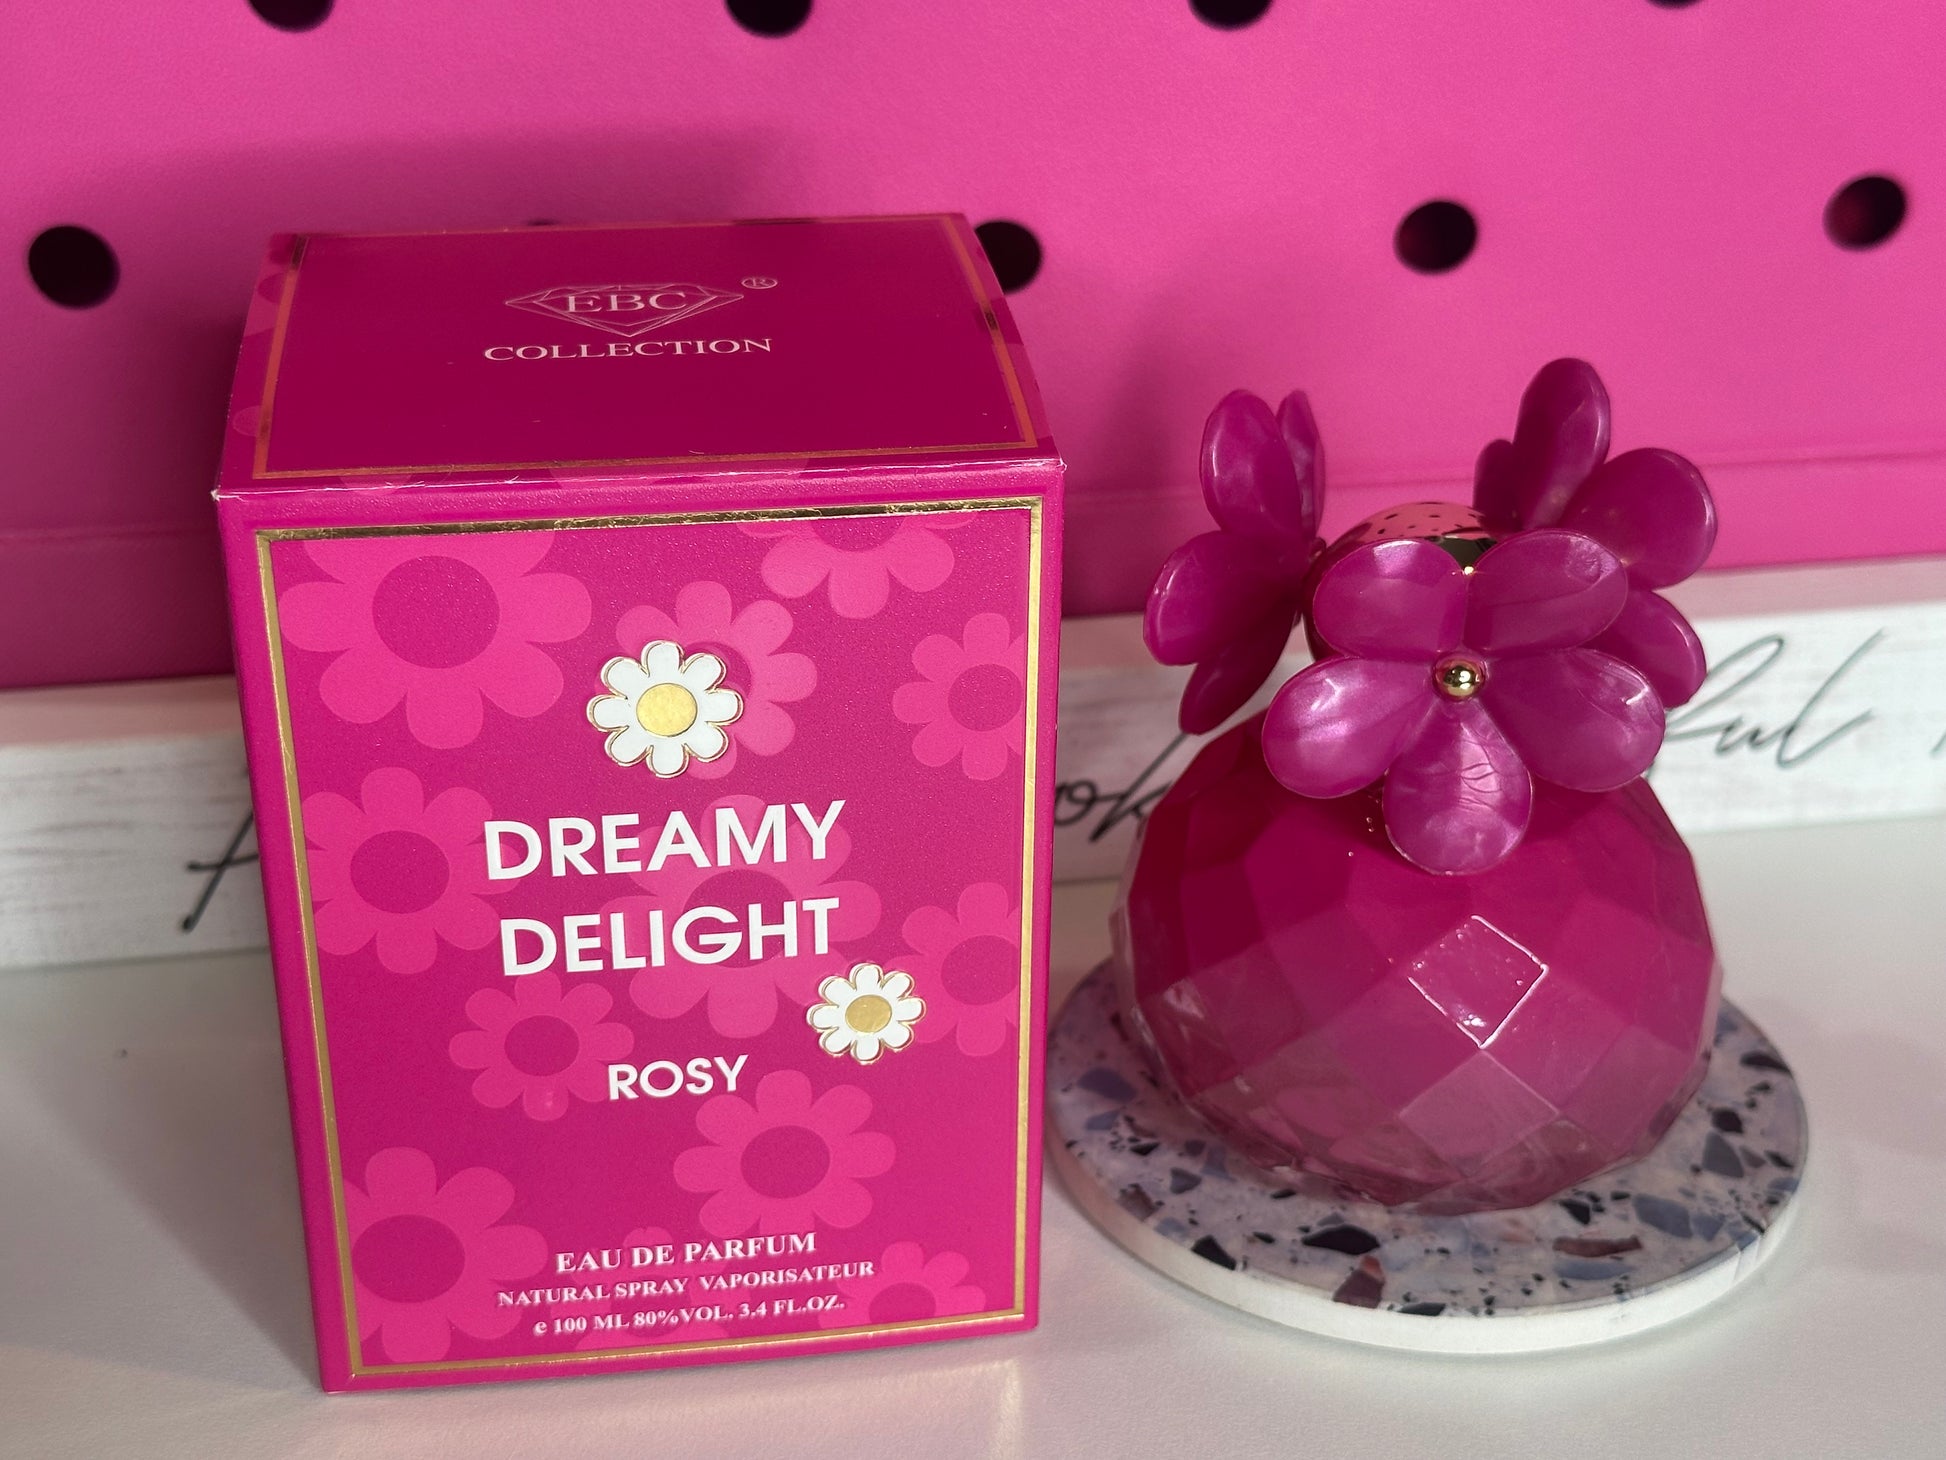 EBC ®
COLLECTION
DREAMY
DELIGHT
ROSY
EAU DE PARFUM
NATURAL SPRAY VAPORISATEUR
e 100 ML 80%VOL. 3.4 FL.OZ.